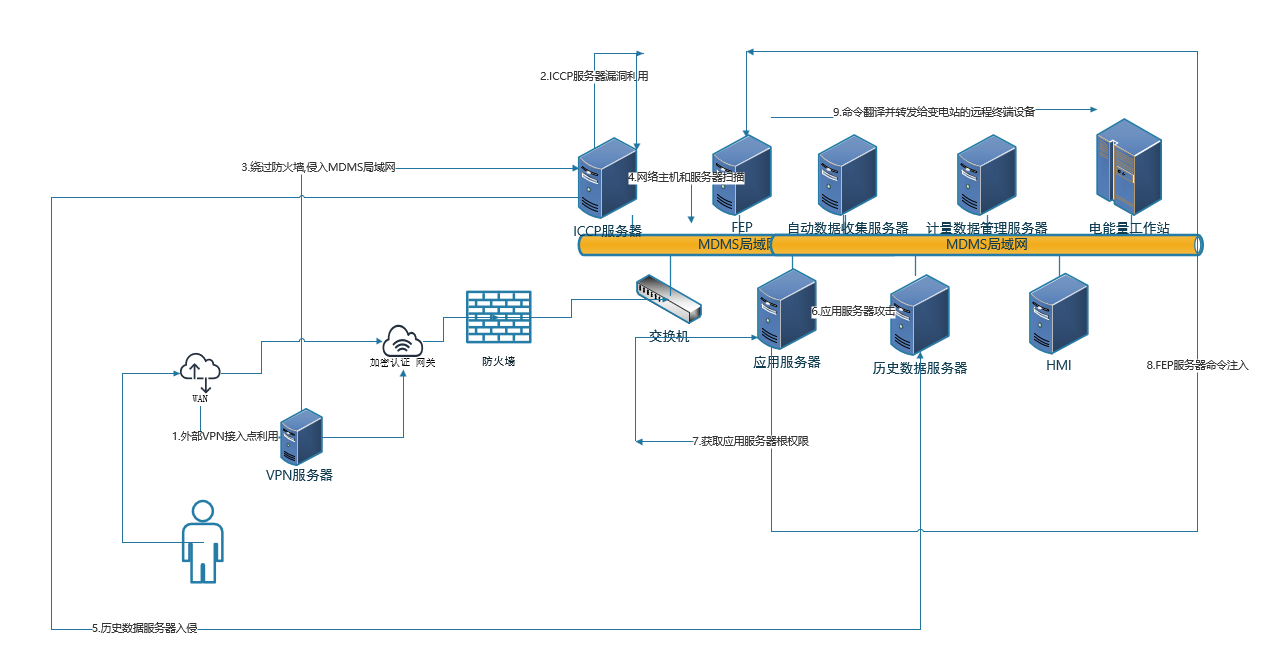 2.ICCP服务器漏洞利用
9.命令翻译并转发给变电站的远程终端设备
3.绕过防火墙,侵入MDMS局域网
4.网络主机和服务器扫描
ICCP服务器
FEP
自动数据收集服务器
计量数据管理服务器
电能量工作站
MDMS局域网
MDMS局域网
6.应用服务器攻击
交换机
应用服务器
历史数据服务器
HMI
8.FEP服务器命令注入
防火墙
加密认证 网关
WAN
1.外部VPN接入点利用
7.获取应用服务器根权限
VPN服务器
5.历史数据服务器入侵